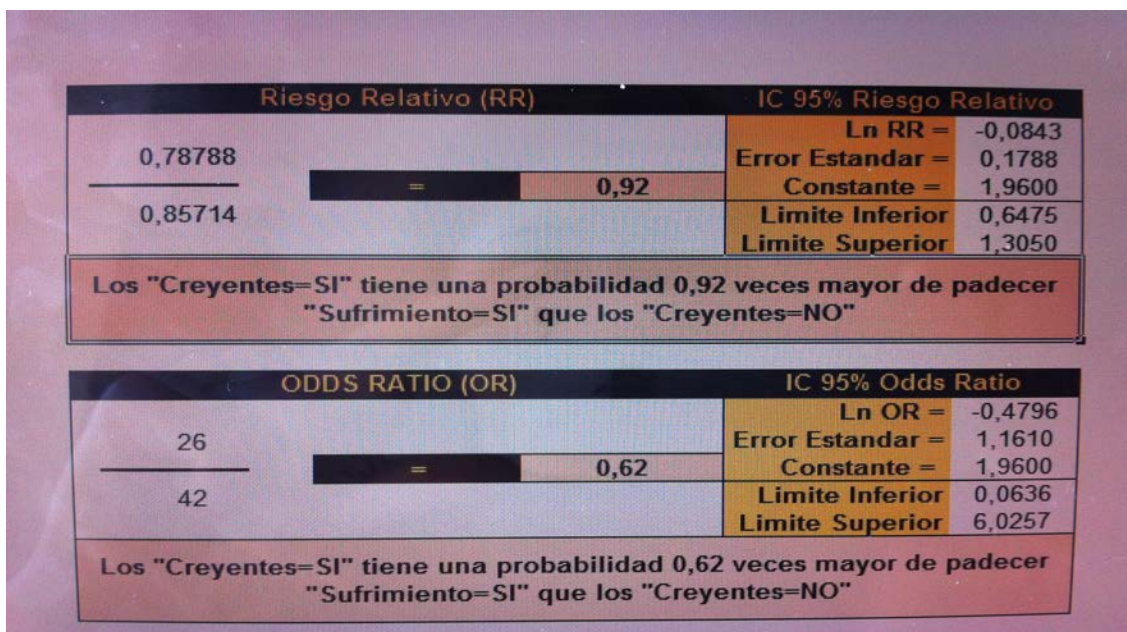 Riesgo Relativo (RR) IC 95% Riesgo Relativo
Ln RR = -0,0843
0,78788 Error Estandar = 0,1788
= 0,92 Constante = 1,9600
0,85714 Limite Inferior 0,6475
Limite Superior 1,3050
Los "Creyentes=SI" tiene una probabilidad 0,92 veces mayor de padecer
"Sufrimiento=SI" que los "Creyentes=NO"
ODDS RATIO (OR) IC 95% Odds Ratio
Ln OR = -0,4796
26 Error Estandar = 1,1610
= 0,62 Constante = 1,9600
42 Limite Inferior 0,0636
Limite Superior 6,0257
Los "Creyentes=SI" tiene una probabilidad 0,62 veces mayor de padecer
"Sufrimiento=SI" que los "Creyentes=NO"